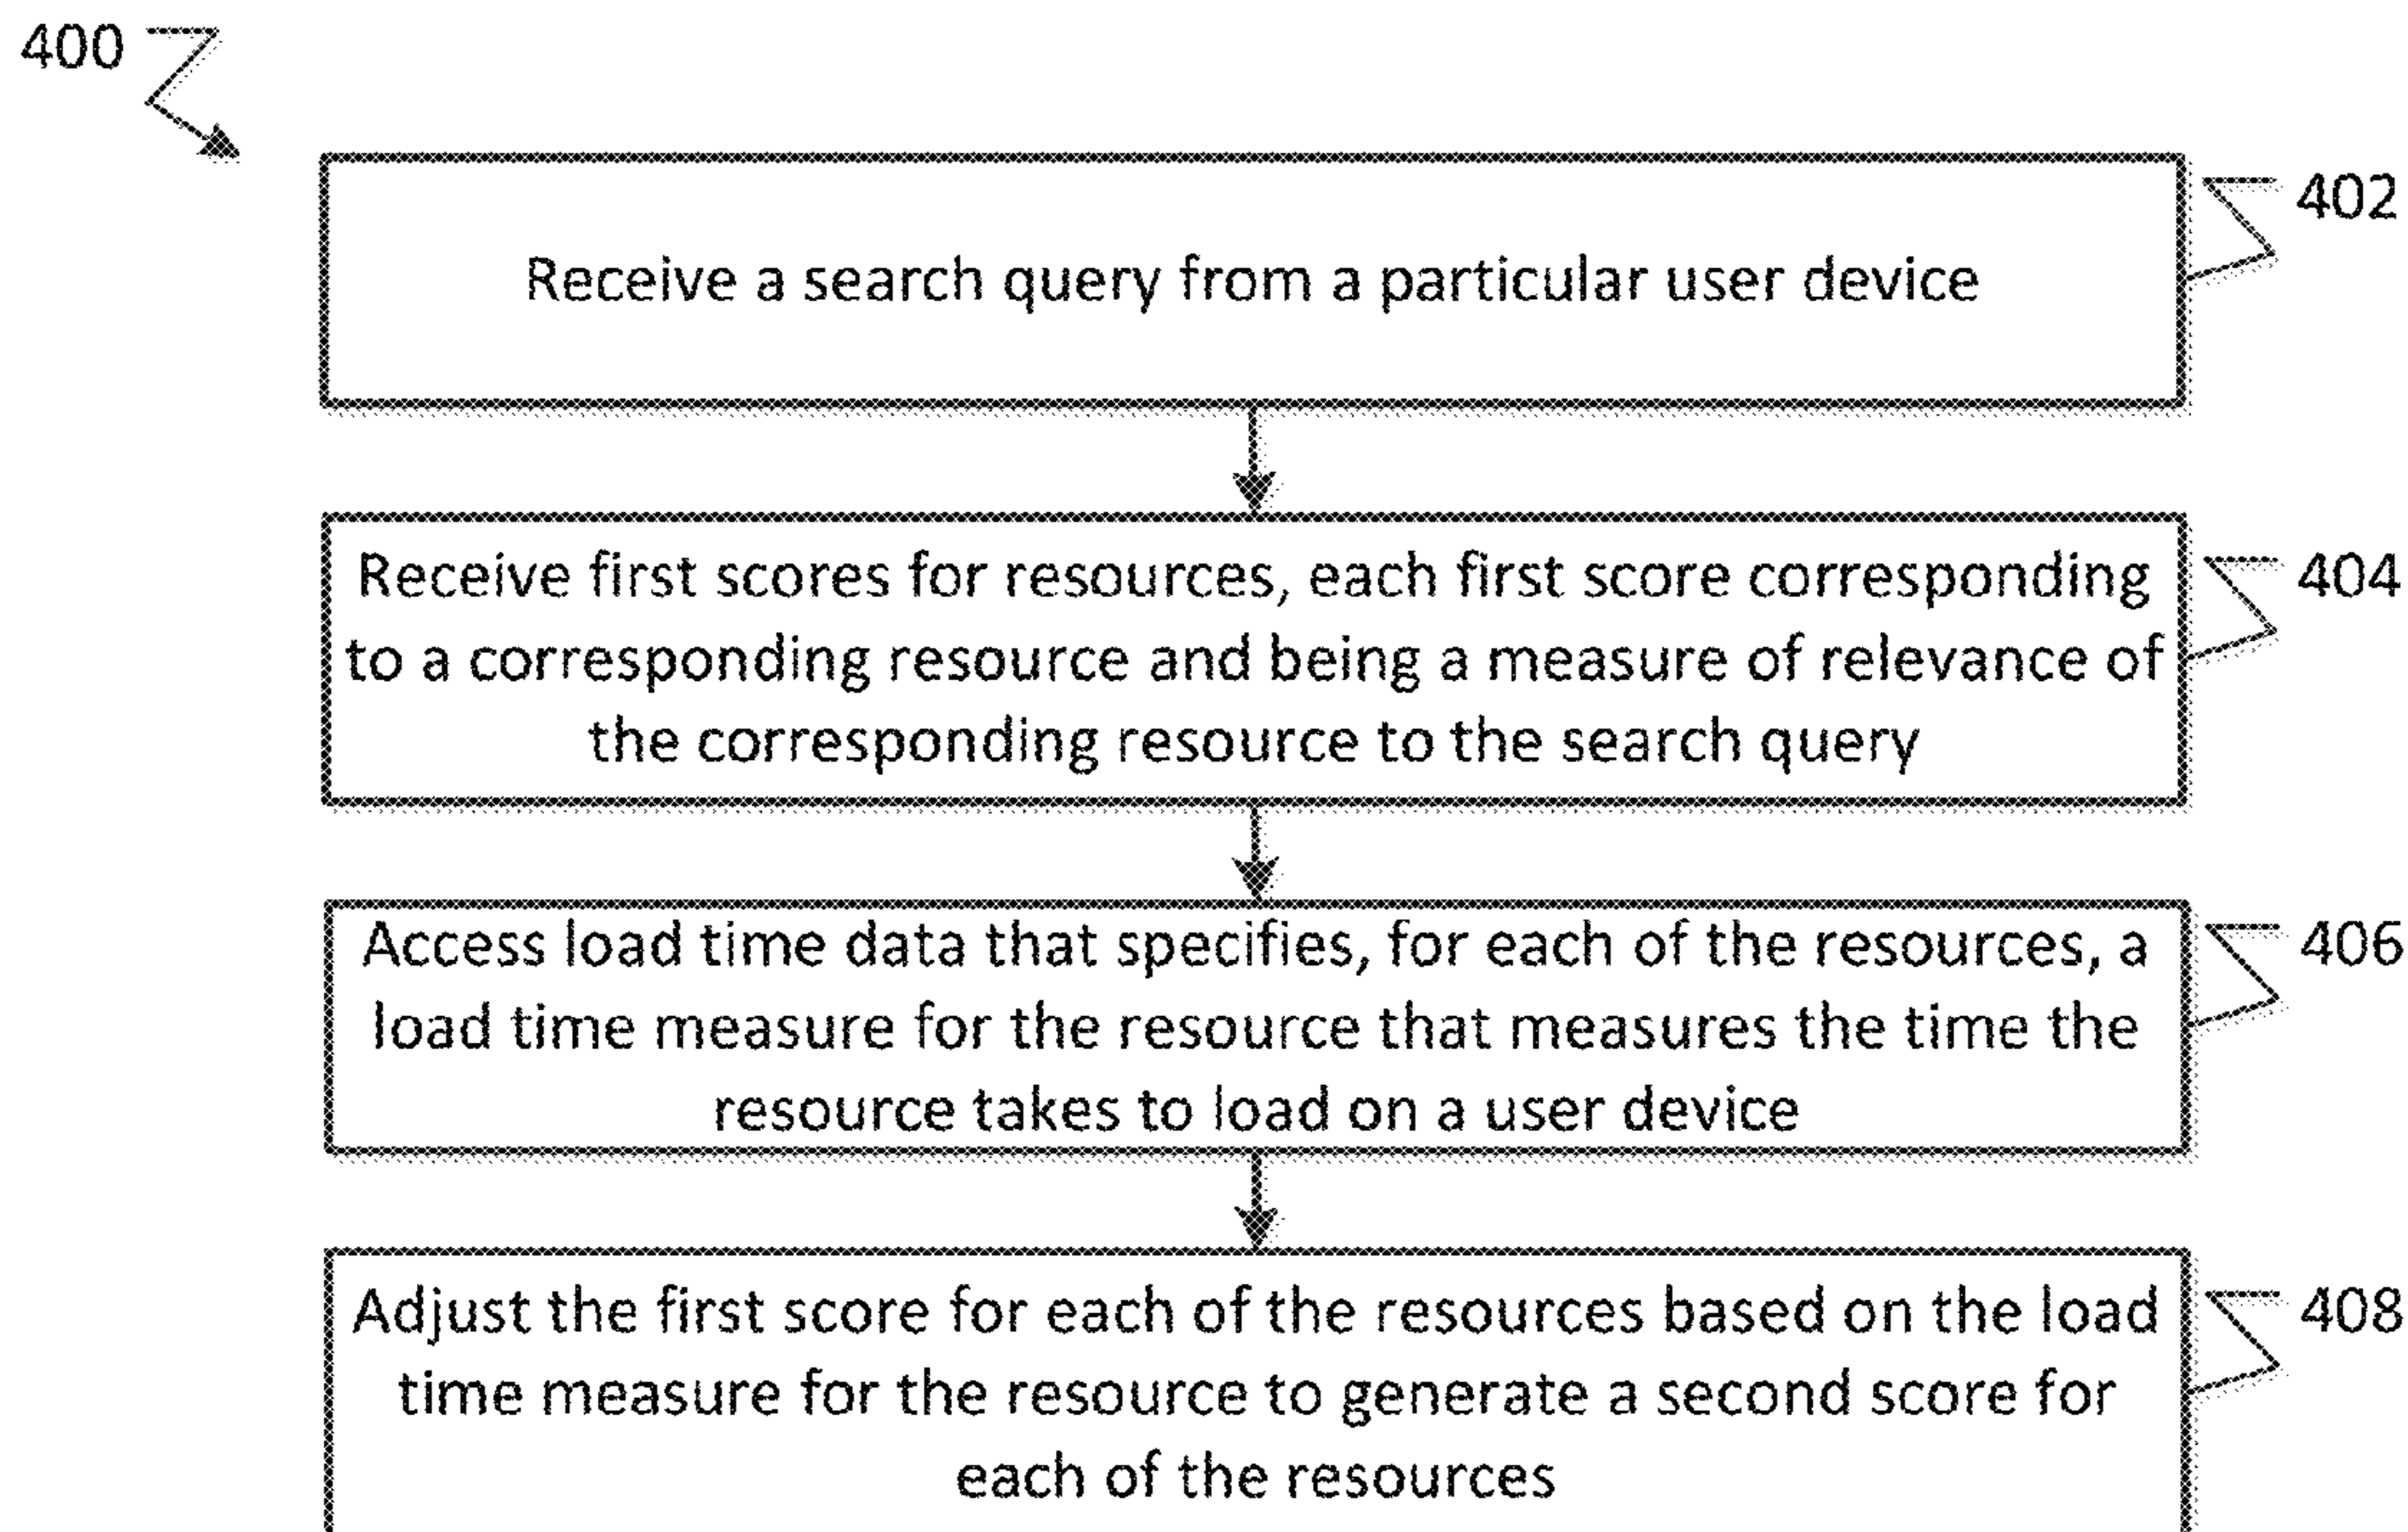 400
402
Receive a search query from a particular user device
Receive first scores for resources, each first score corresponding
404
to a corresponding resource and being a measure of relevance of
the corresponding resource to the search query
Access load time data that specifies, for each of the resources, a
406
load time measure for the resource that measures the time the
resource takes to load on a user device
Adjust the first score for each of the resources based on the load
408
time measure for the resource to generate a second score for
each of the resources